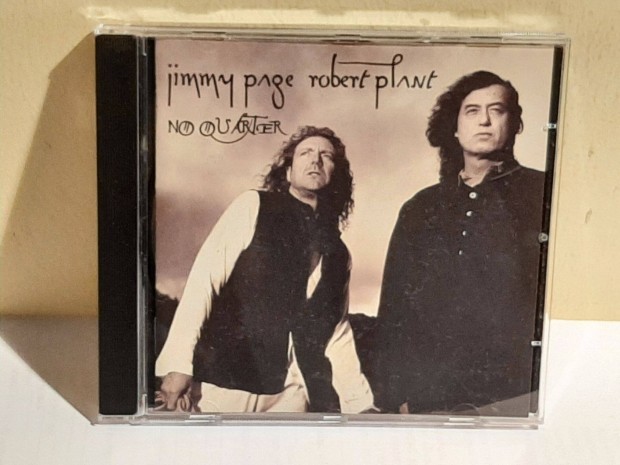 jimmy page robert plant
NO QUARTER